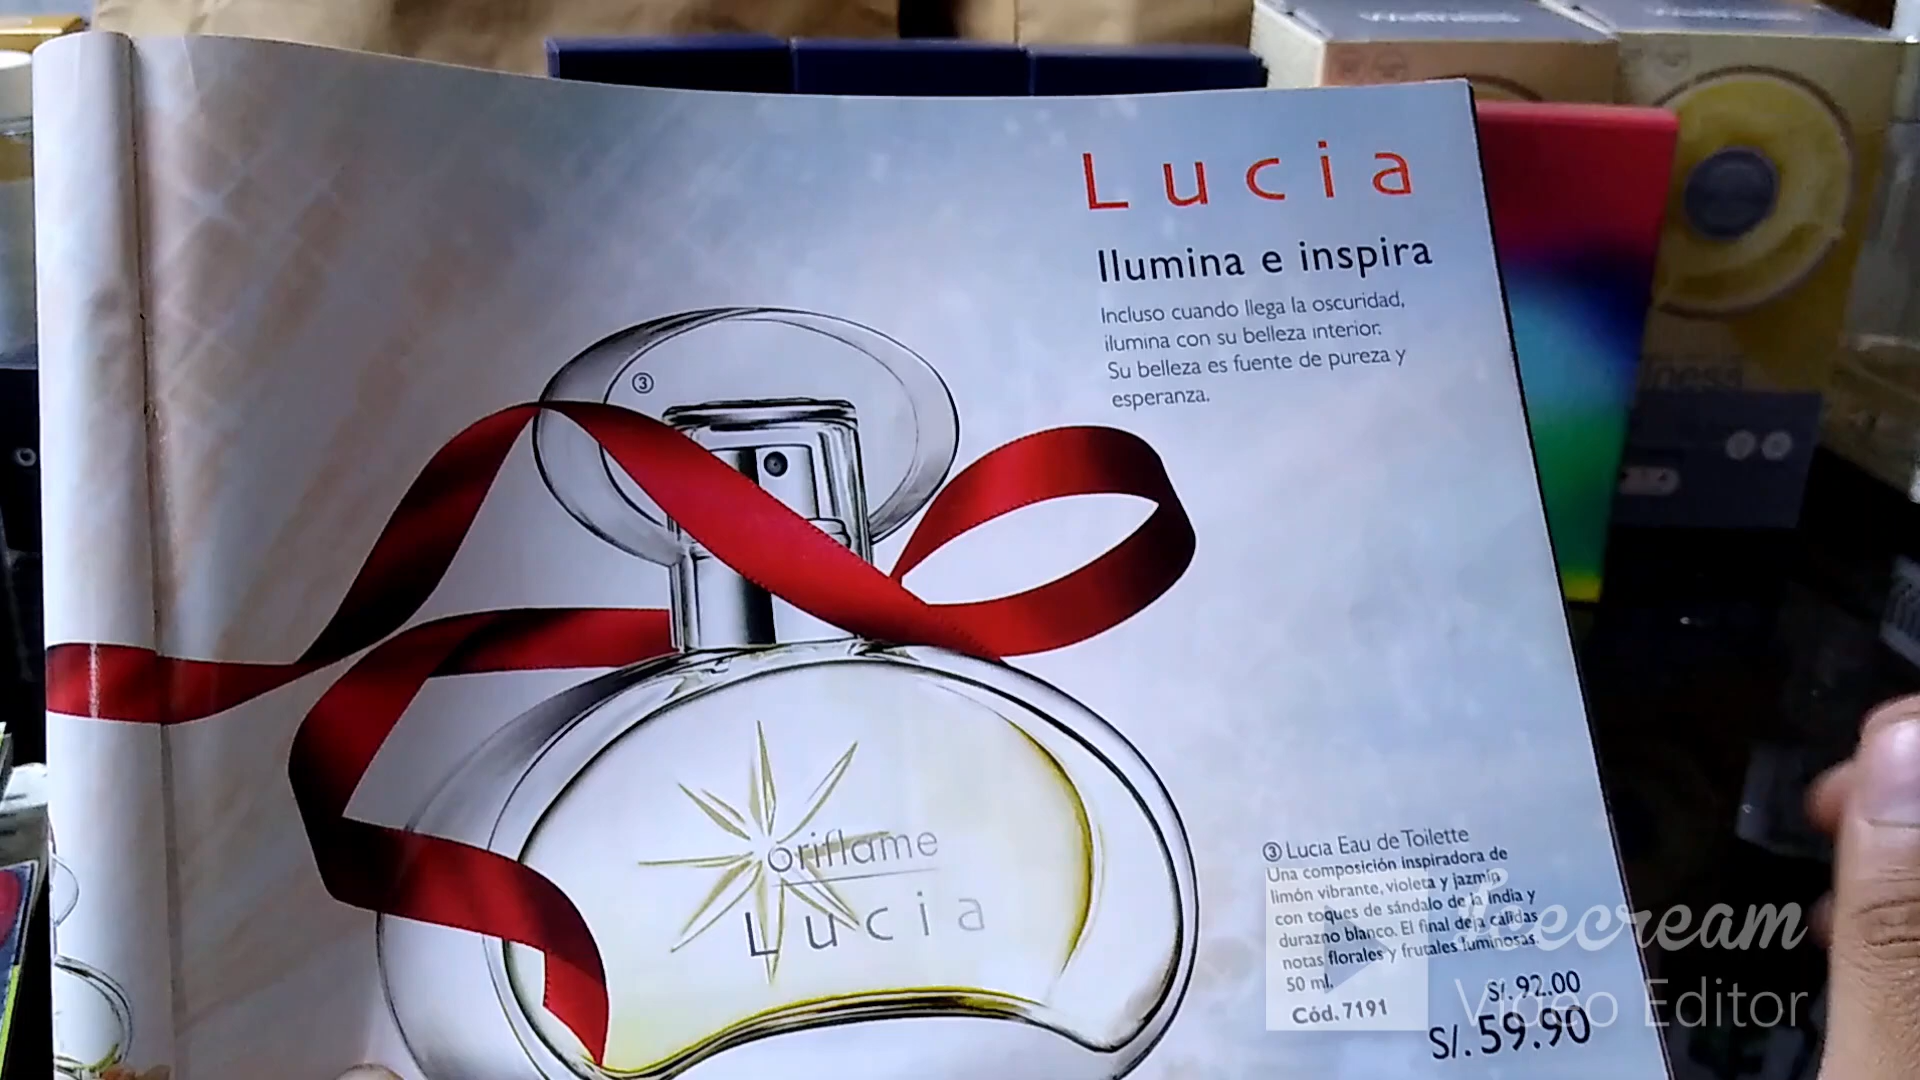 Lucia
Ilumina e inspira
Incluso cuando llega la oscuridad,
ilumina con su belleza interior.
Su belleza es fuente de pureza y
esperanza.
③
oriflame
Lucia
③ Lucia Eau de Toilette
Una composición inspiradora de
limón vibrante, violeta y jazmín
con toques de sándalo de la India y
durazno blanco. El final deja cálidas
notas florales y frutales luminosas.
50 ml.
Cód. 7191
S/. 92.00
S/. 59.90
Icecream
Video Editor